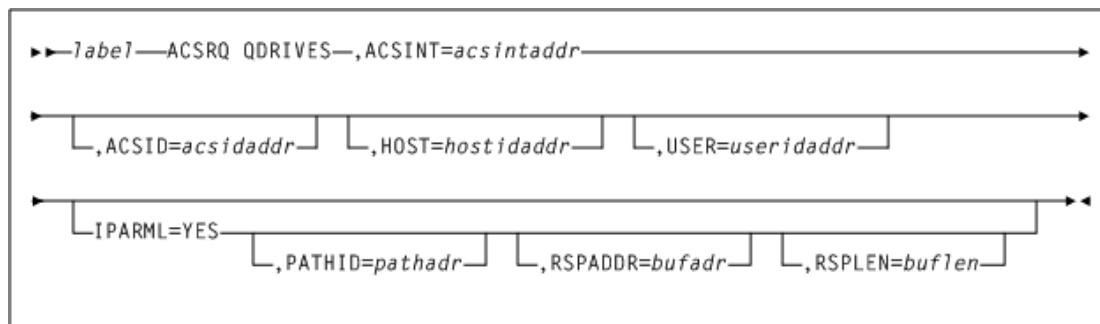 label ACSRQ QDRIVES ,ACSINT=acsintaddr
,ACSID=acsidaddr ,HOST=hostidaddr ,USER=useridaddr
IPARML=YES
,PATHID=pathadr ,RSPADDR=bufadr ,RSPLEN=buflen